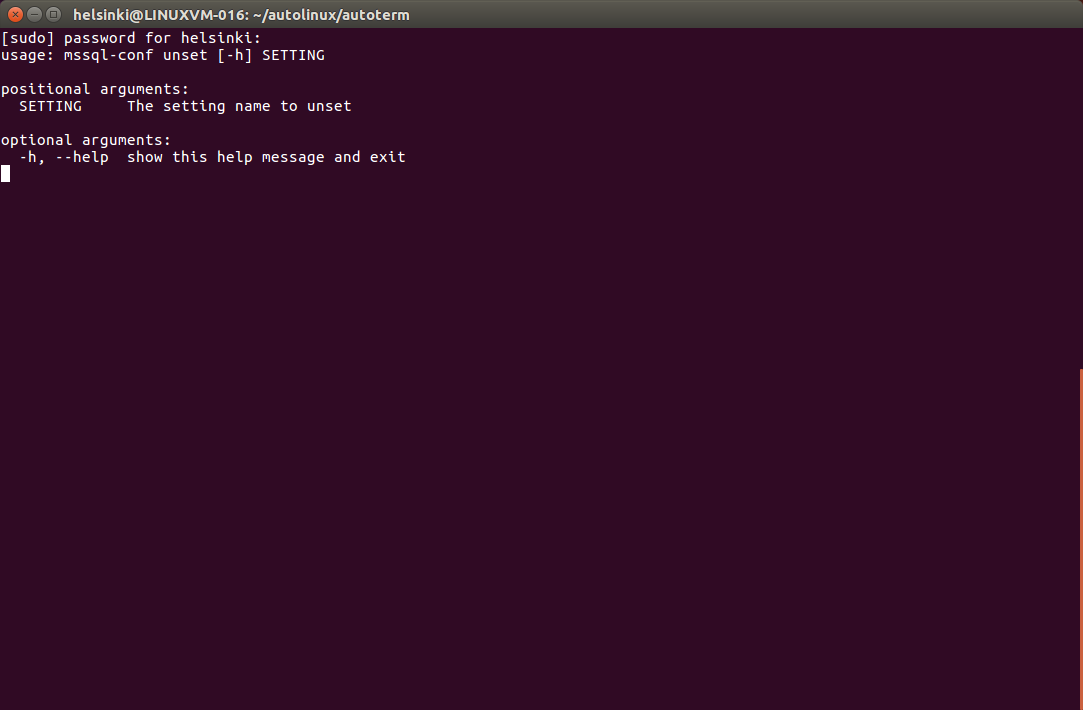 helsinki@LINUXVM-016: ~/autolinux/autoterm
[sudo] password for helsinki:
usage: mssql-conf unset [-h] SETTING

positional arguments:
  SETTING     The setting name to unset

optional arguments:
  -h, --help  show this help message and exit